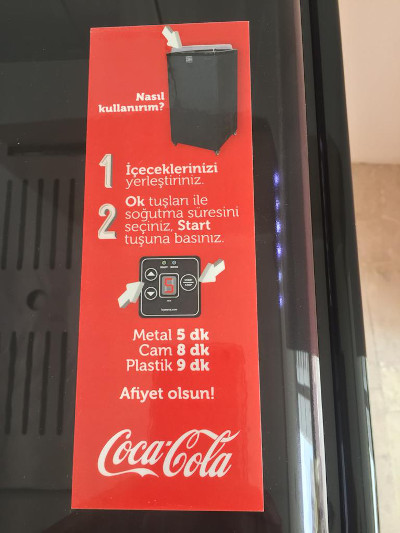 Nasıl
kullanırım?
1 İçeceklerinizi
yerleştiriniz.
2 Ok tuşları ile
soğutma süresini
seçiniz, Start
tuşuna basınız.
5
Metal 5 dk
Cam 8 dk
Plastik 9 dk
Afiyet olsun!
Coca-Cola